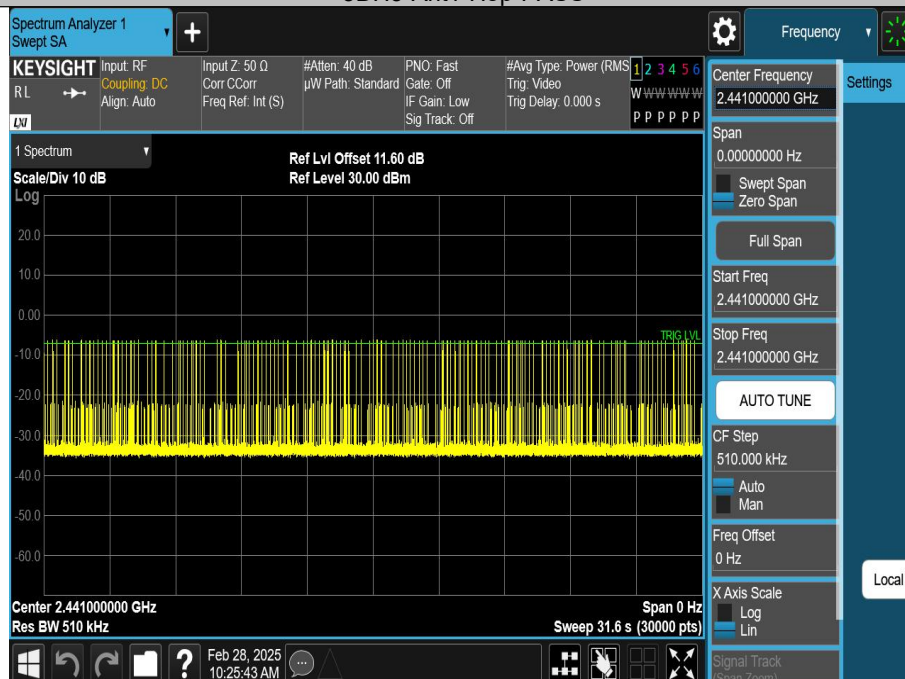 Spectrum Analyzer 1
Swept SA
Frequency
KEYSIGHT
RL
LXI
Input: RF
Coupling: DC
Align: Auto
Input Z: 50 Ω
Corr CCorr
Freq Ref: Int (S)
#Atten: 40 dB
µW Path: Standard
PNO: Fast
Gate: Off
IF Gain: Low
Sig Track: Off
#Avg Type: Power (RMS
Trig: Video
Trig Delay: 0.000 s
1 2 3 4 5 6
W W W W W W
P P P P P P
1 Spectrum
Scale/Div 10 dB
Log
Ref Lvl Offset 11.60 dB
Ref Level 30.00 dBm
20.0
10.0
0.00
-10.0
-20.0
-30.0
-40.0
-50.0
-60.0
TRIG LVL
Center 2.441000000 GHz
Res BW 510 kHz
Span 0 Hz
Sweep 31.6 s (30000 pts)
Feb 28, 2025
10:25:43 AM
Center Frequency
2.441000000 GHz
Span
0.00000000 Hz
Swept Span
Zero Span
Full Span
Start Freq
2.441000000 GHz
Stop Freq
2.441000000 GHz
AUTO TUNE
CF Step
510.000 kHz
Auto
Man
Freq Offset
0 Hz
X Axis Scale
Log
Lin
Signal Track
(Span Zoom)
Settings
Local